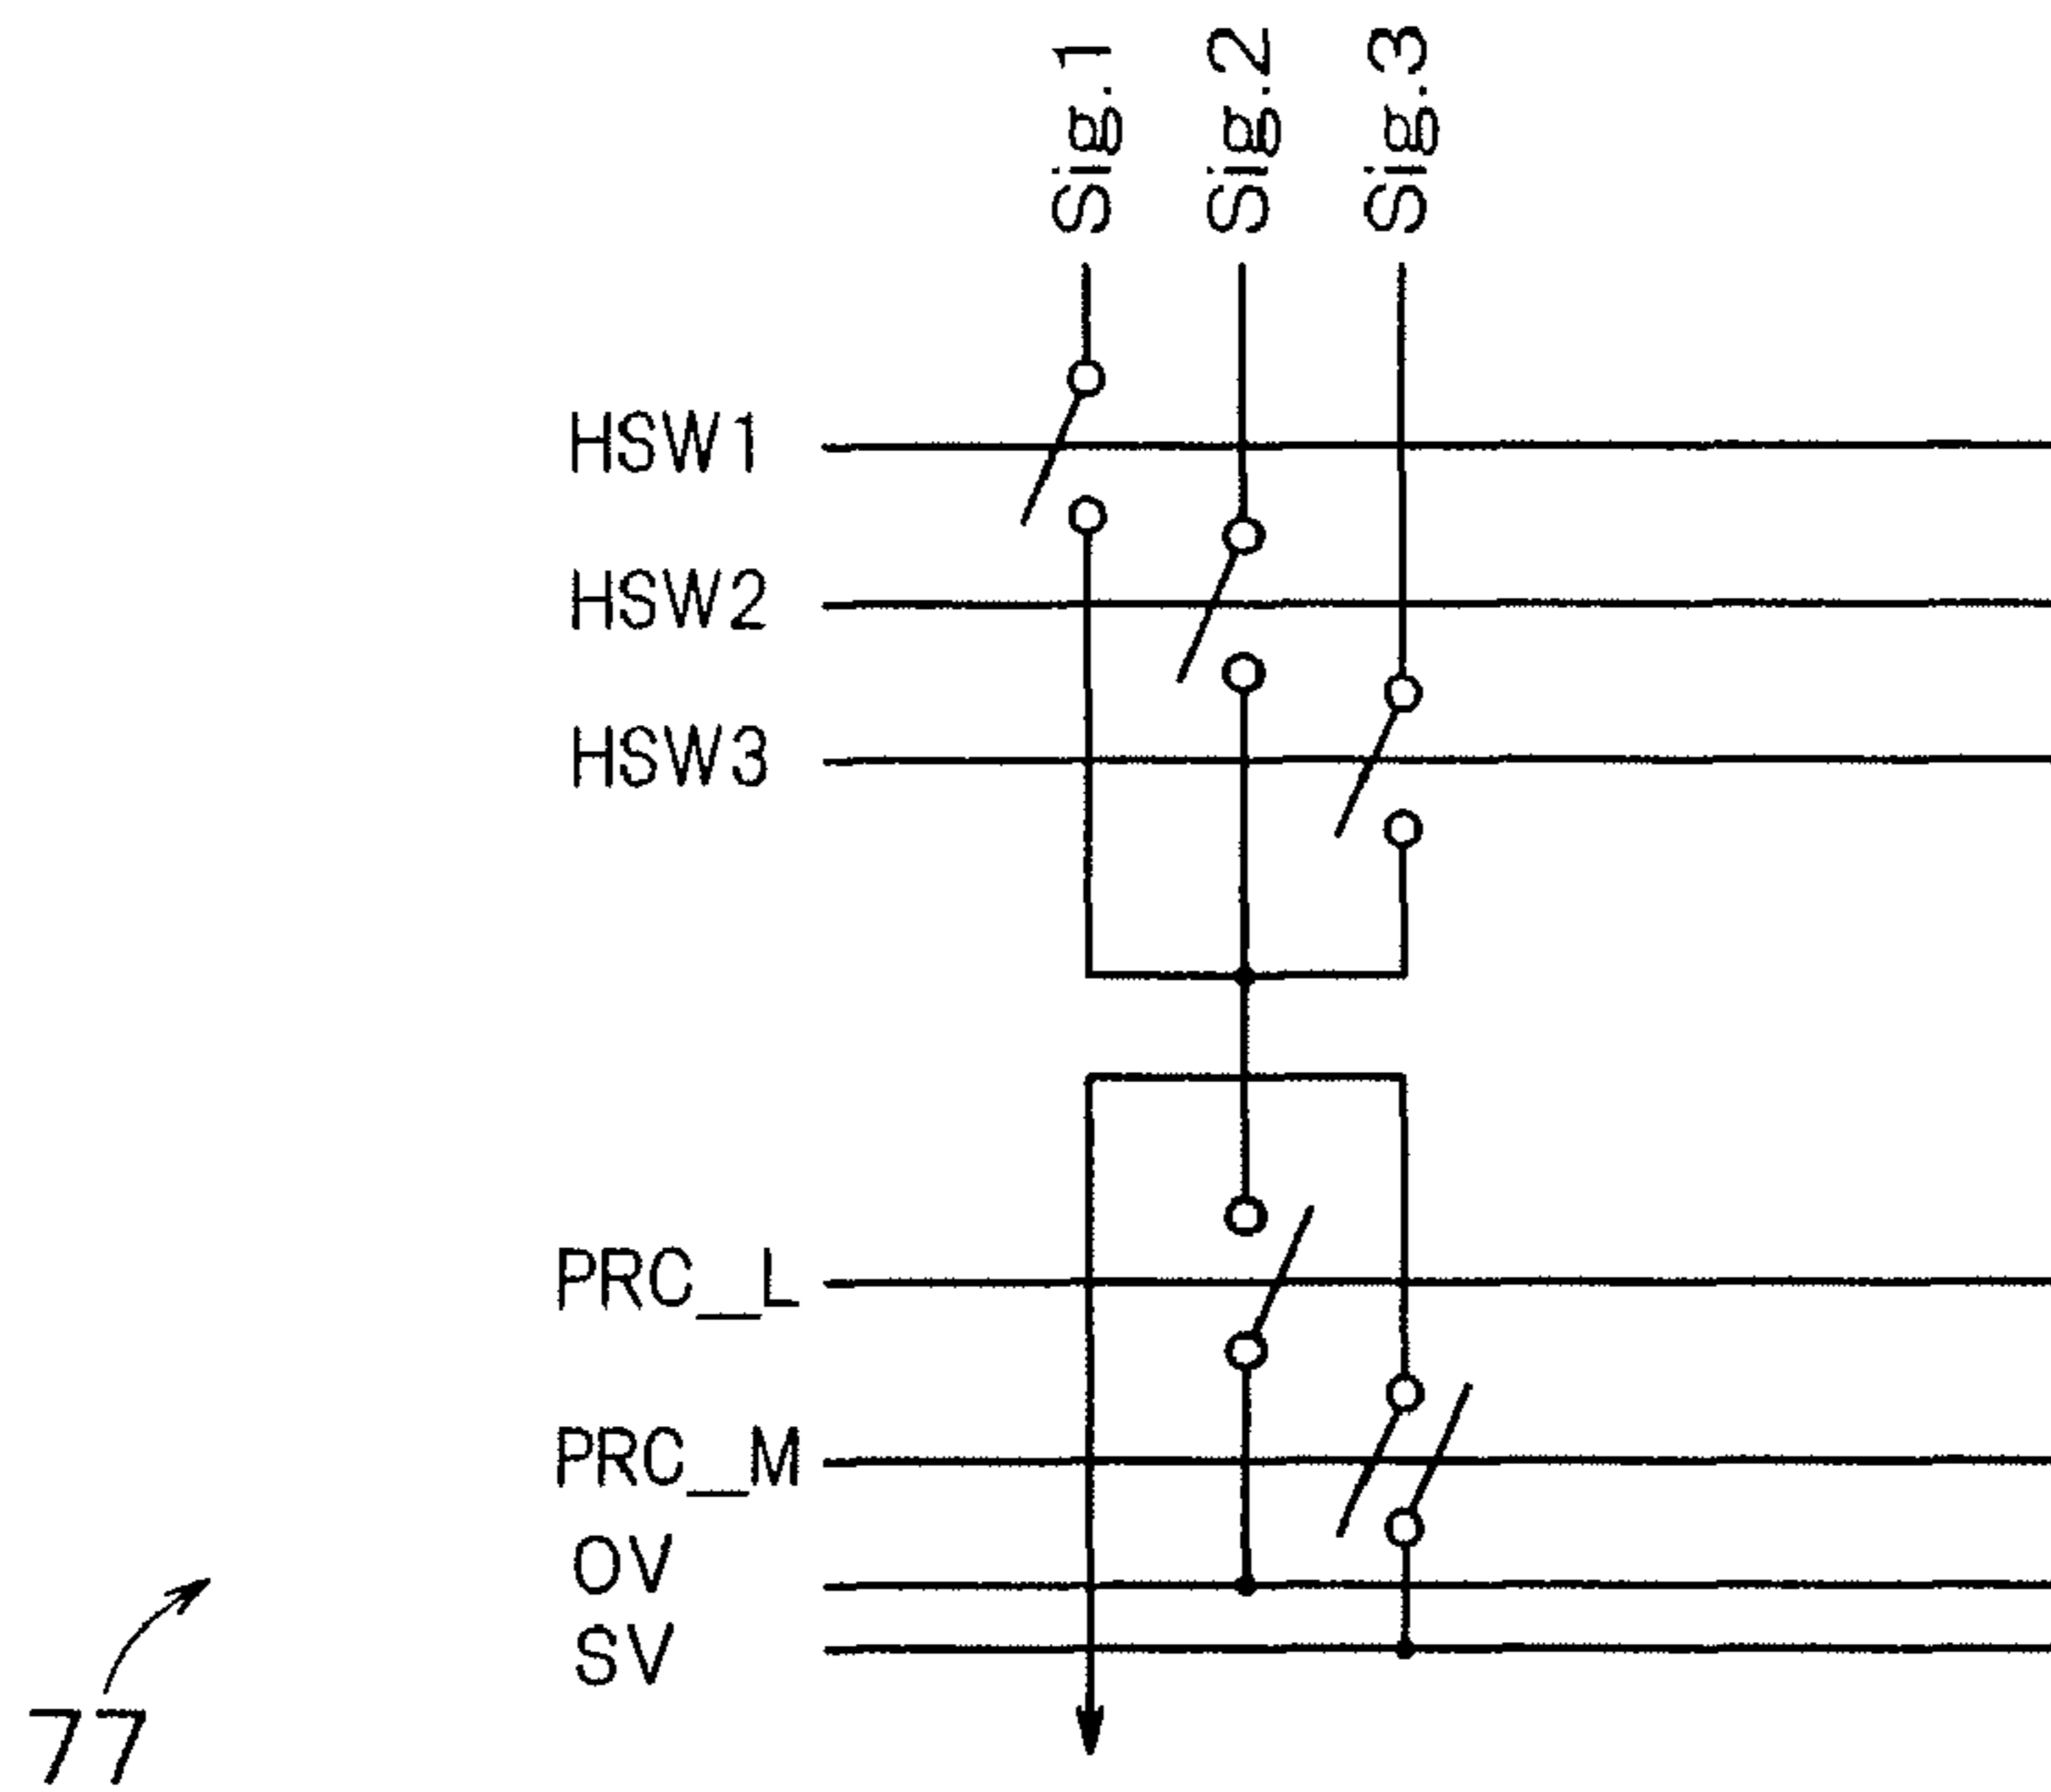 Sig.1
Sig.2
Sig.3
HSW1
HSW2
HSW3
PRC_L
PRC_M
OV
SV
77